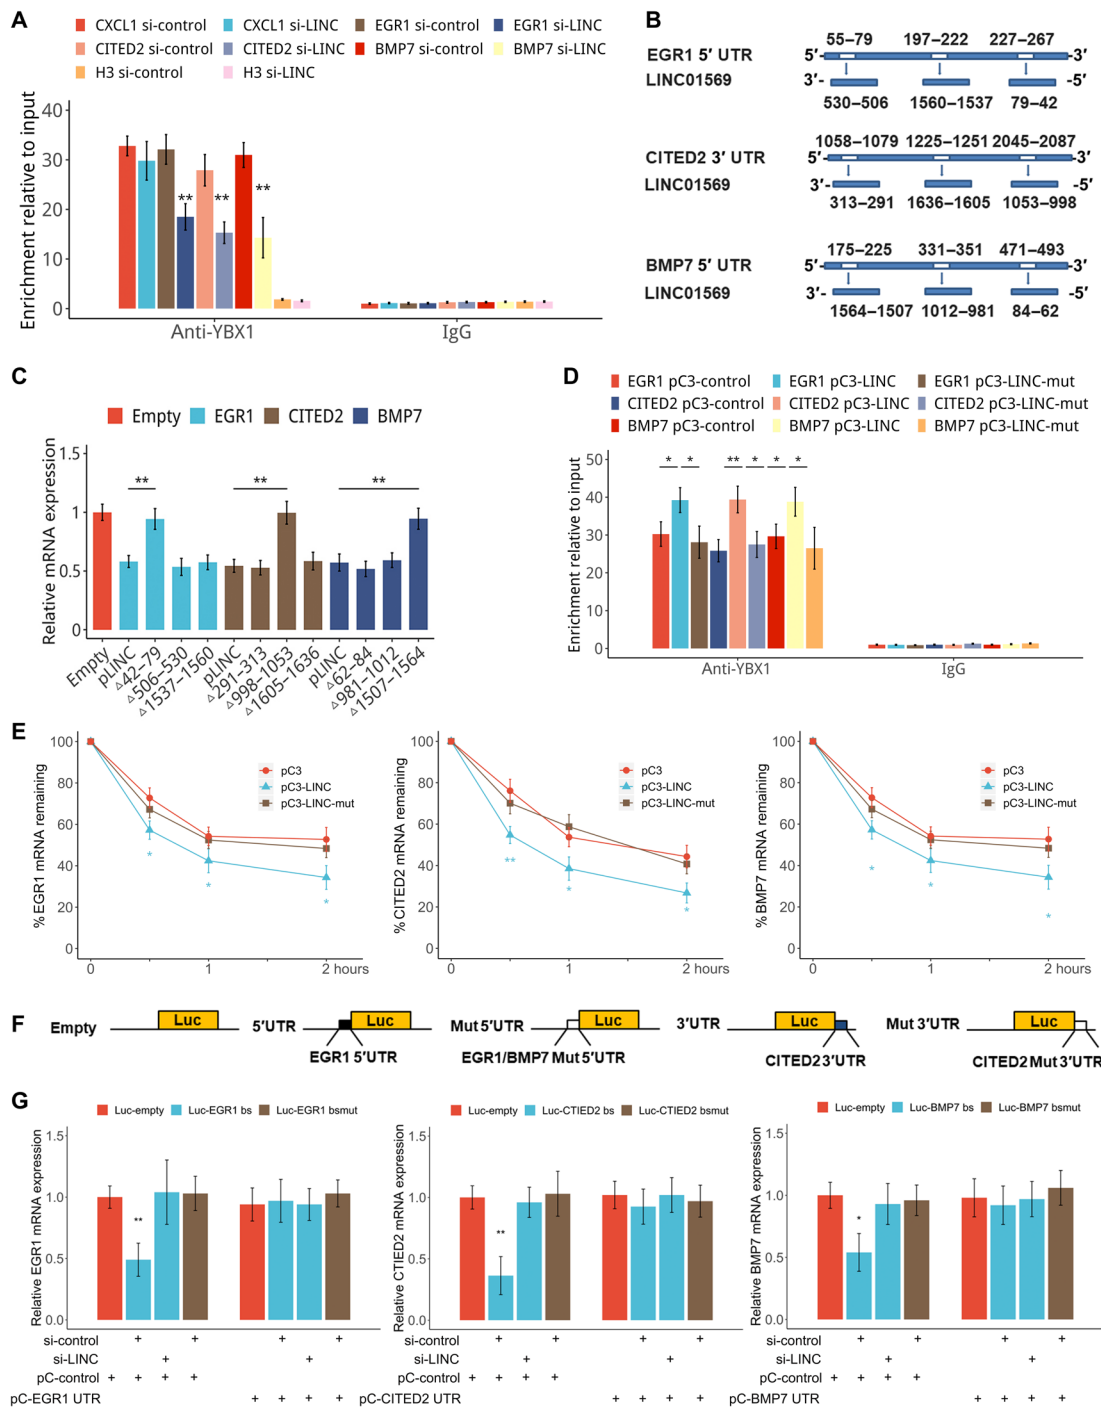 A
CXCL1 si-control CXCL1 si-LINC EGR1 si-control EGR1 si-LINC
CITED2 si-control CITED2 si-LINC BMP7 si-control BMP7 si-LINC
H3 si-control H3 si-LINC
Enrichment relative to input
40
30
20
10
0
** ** **
Anti-YBX1 IgG
B
55–79 197–222 227–267
EGR1 5′ UTR 5′- -3′
LINC01569 3′- -5′
530–506 1560–1537 79–42
1058–1079 1225–1251 2045–2087
CITED2 3′ UTR 5′- -3′
LINC01569 3′- -5′
313–291 1636–1605 1053–998
175–225 331–351 471–493
BMP7 5′ UTR 5′- -3′
LINC01569 3′- -5′
1564–1507 1012–981 84–62
C
Empty EGR1 CITED2 BMP7
Relative mRNA expression
1.5
1
0.5
0
** ** **
Empty pLINC △42–79 △506–530 △1537–1560 pLINC △291–313 △998–1053 △1605–1636 pLINC △62–84 △981–1012 △1507–1564
D
EGR1 pC3-control EGR1 pC3-LINC EGR1 pC3-LINC-mut
CITED2 pC3-control CITED2 pC3-LINC CITED2 pC3-LINC-mut
BMP7 pC3-control BMP7 pC3-LINC BMP7 pC3-LINC-mut
Enrichment relative to input
50
40
30
20
10
0
* * ** * * *
Anti-YBX1 IgG
E
% EGR1 mRNA remaining
100
80
60
40
20
0
pC3
pC3-LINC
pC3-LINC-mut
* * *
0 1 2 hours
% CITED2 mRNA remaining
100
80
60
40
20
0
pC3
pC3-LINC
pC3-LINC-mut
** * *
0 1 2 hours
% BMP7 mRNA remaining
100
80
60
40
20
0
pC3
pC3-LINC
pC3-LINC-mut
* * *
0 1 2 hours
F
Empty Luc 5′UTR Luc Mut 5′UTR Luc 3′UTR Luc Mut 3′UTR Luc
EGR1 5′UTR EGR1/BMP7 Mut 5′UTR CITED2 3′UTR CITED2 Mut 3′UTR
G
Luc-empty Luc-EGR1 bs Luc-EGR1 bsmut
Relative EGR1 mRNA expression
1.5
1.0
0.5
0.0
**
Luc-empty Luc-CTIED2 bs Luc-CTIED2 bsmut
Relative CTIED2 mRNA expression
1.5
1.0
0.5
0.0
**
Luc-empty Luc-BMP7 bs Luc-BMP7 bsmut
Relative BMP7 mRNA expression
1.5
1.0
0.5
0.0
*
si-control + + + + si-control + + + + si-control + + + +
si-LINC + + si-LINC + + si-LINC + +
pC-control + + + + pC-control + + + + pC-control + + + +
pC-EGR1 UTR + + + + pC-CITED2 UTR + + + + pC-BMP7 UTR + + + +